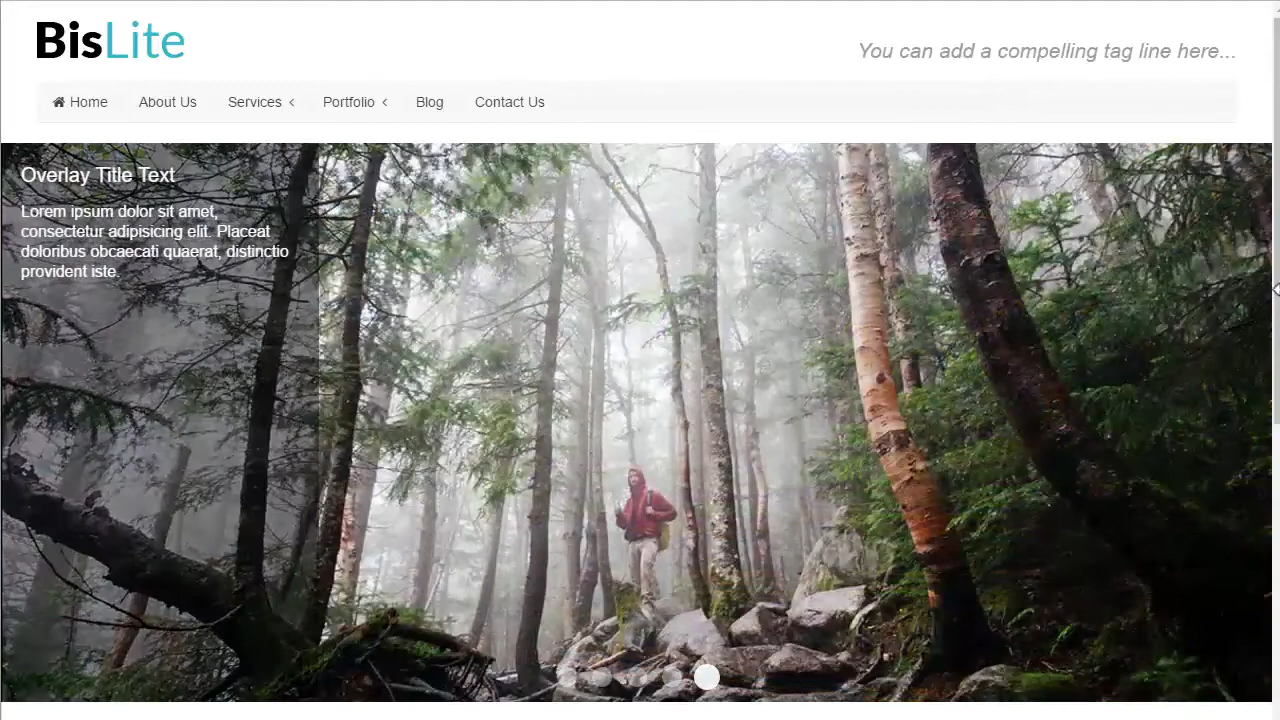 BisLite
You can add a compelling tag line here...
Home About Us Services Portfolio Blog Contact Us
Overlay Title Text
Lorem ipsum dolor sit amet,
consectetur adipisicing elit. Placeat
doloribus obcaecati quaerat, distinctio
provident iste.